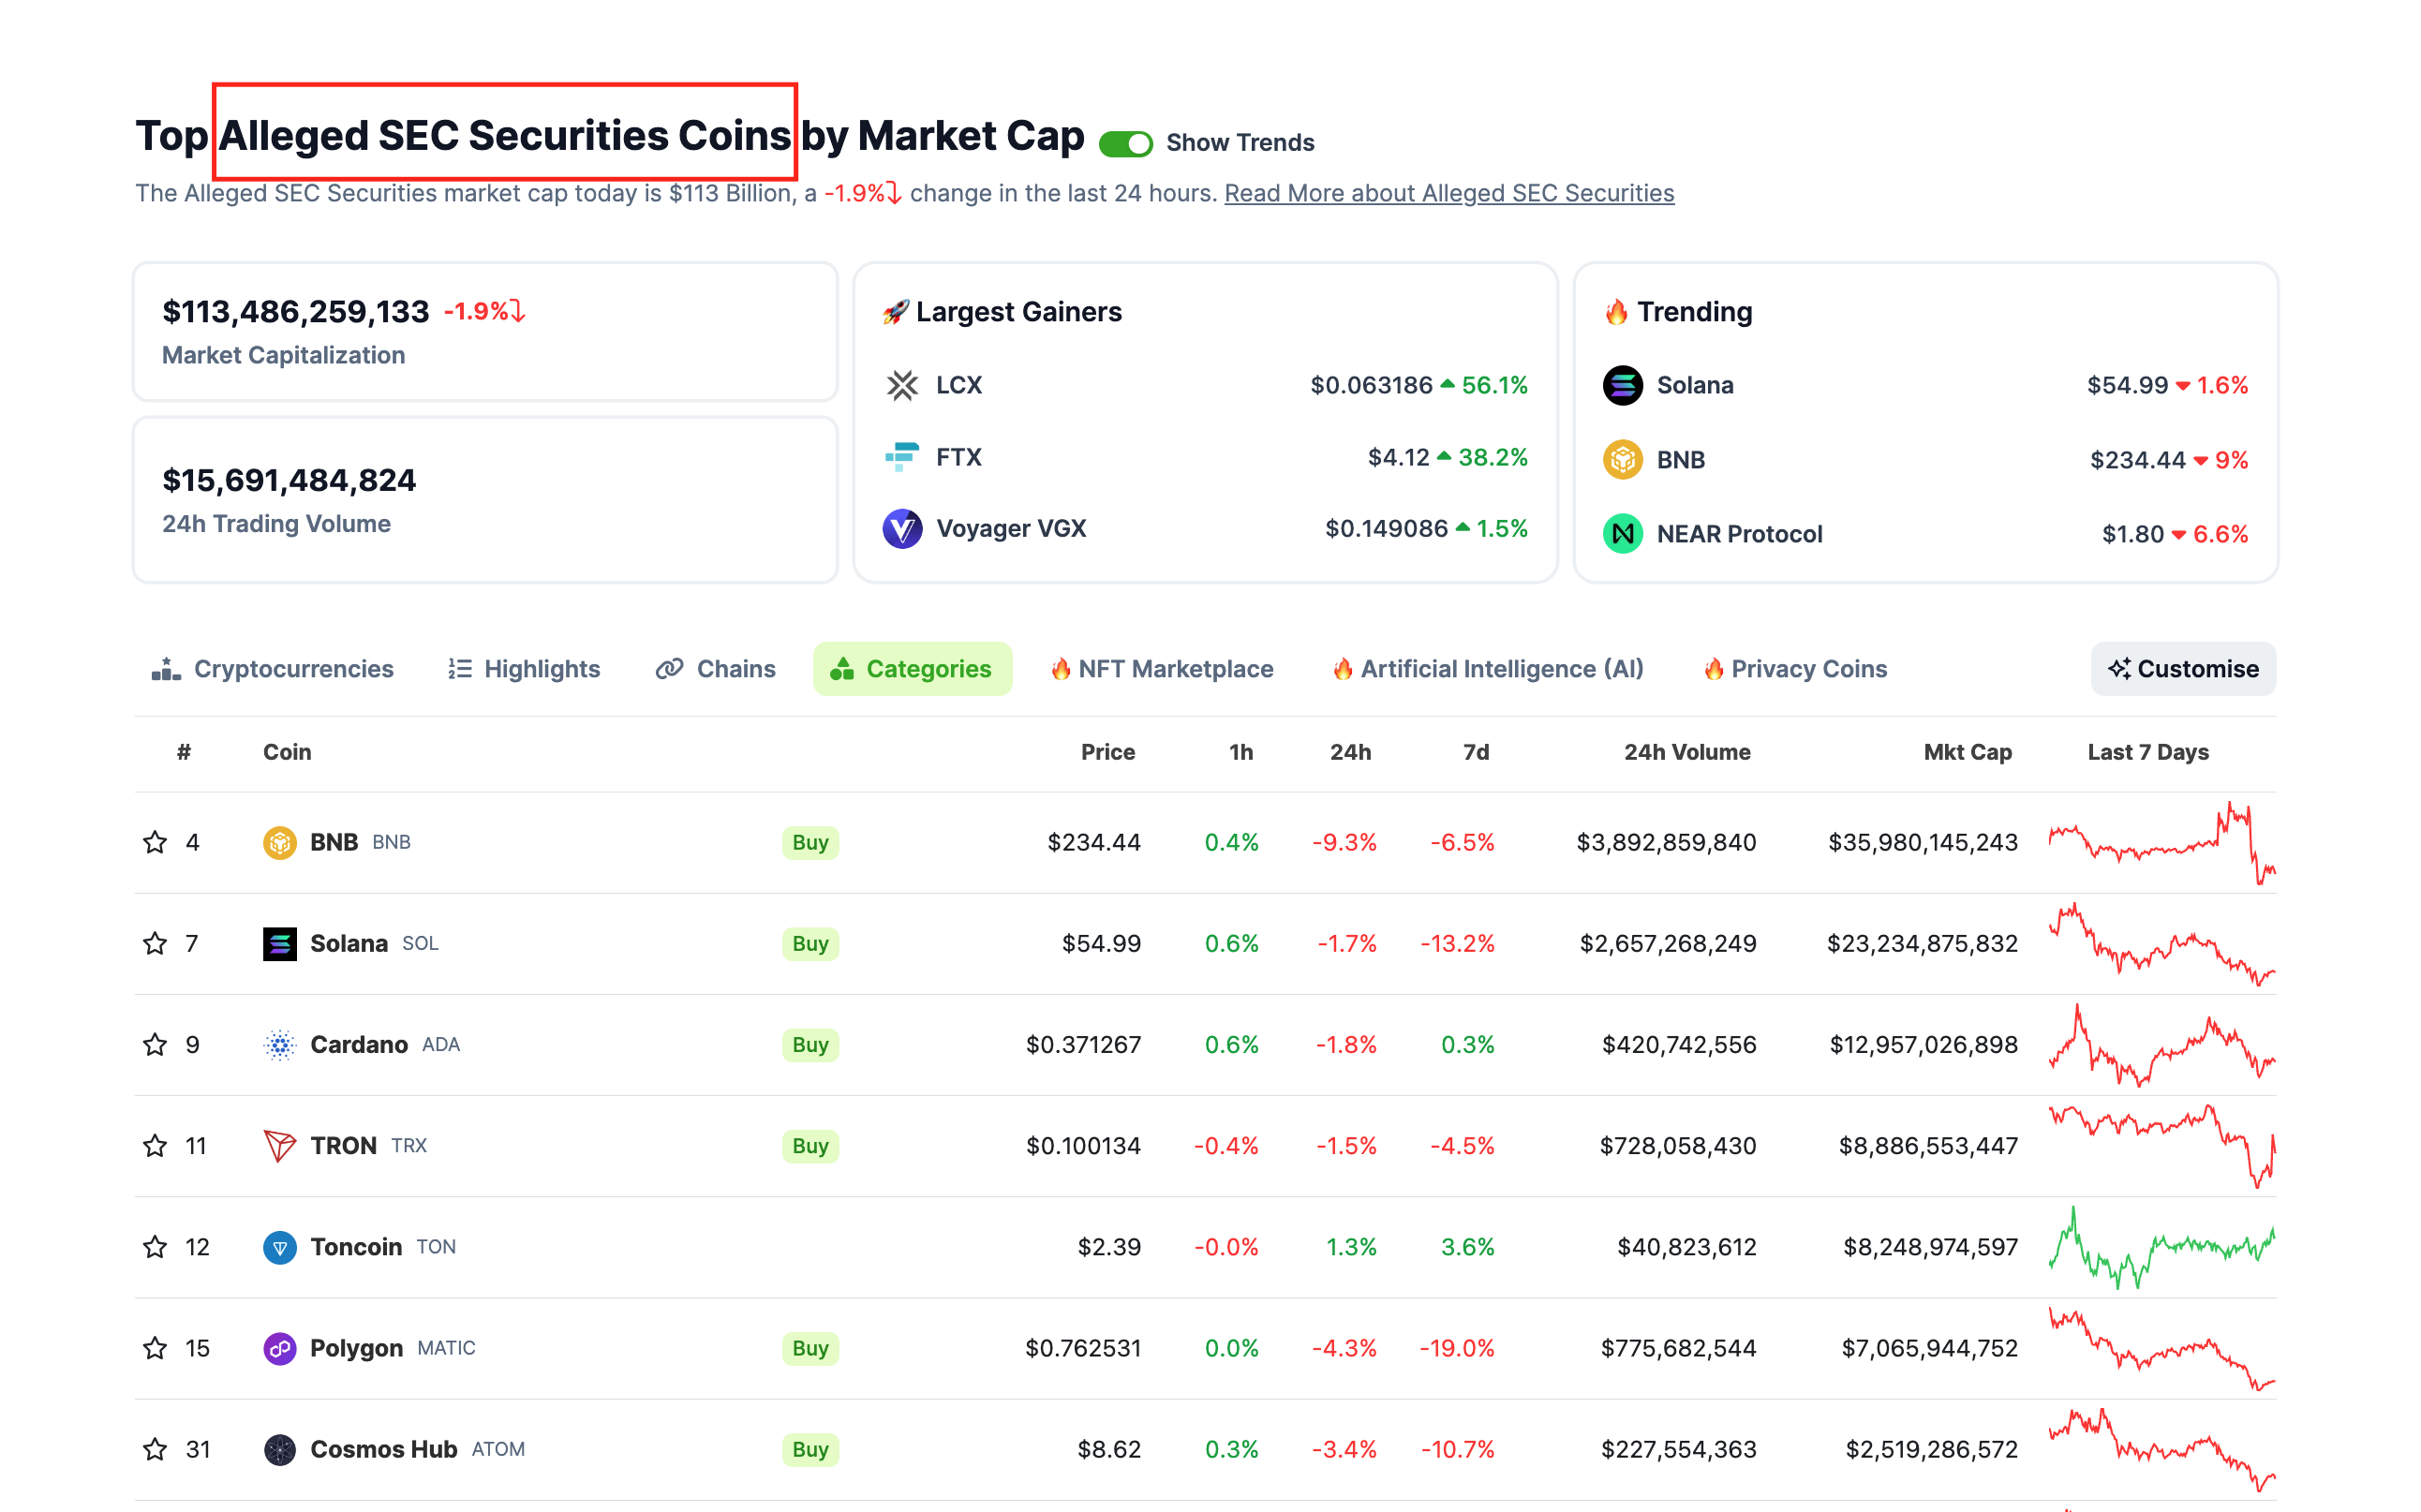 Top Alleged SEC Securities Coins by Market Cap Show Trends
The Alleged SEC Securities market cap today is $113 Billion, a -1.9% change in the last 24 hours. Read More about Alleged SEC Securities
$113,486,259,133 -1.9%
Market Capitalization
$15,691,484,824
24h Trading Volume
Largest Gainers
LCX $0.063186 56.1%
FTX $4.12 38.2%
Voyager VGX $0.149086 1.5%
Trending
Solana $54.99 1.6%
BNB $234.44 9%
NEAR Protocol $1.80 6.6%
Cryptocurrencies Highlights Chains Categories NFT Marketplace Artificial Intelligence (AI) Privacy Coins Customise
# Coin Price 1h 24h 7d 24h Volume Mkt Cap Last 7 Days
4 BNB BNB Buy $234.44 0.4% -9.3% -6.5% $3,892,859,840 $35,980,145,243
7 Solana SOL Buy $54.99 0.6% -1.7% -13.2% $2,657,268,249 $23,234,875,832
9 Cardano ADA Buy $0.371267 0.6% -1.8% 0.3% $420,742,556 $12,957,026,898
11 TRON TRX Buy $0.100134 -0.4% -1.5% -4.5% $728,058,430 $8,886,553,447
12 Toncoin TON $2.39 -0.0% 1.3% 3.6% $40,823,612 $8,248,974,597
15 Polygon MATIC Buy $0.762531 0.0% -4.3% -19.0% $775,682,544 $7,065,944,752
31 Cosmos Hub ATOM Buy $8.62 0.3% -3.4% -10.7% $227,554,363 $2,519,286,572